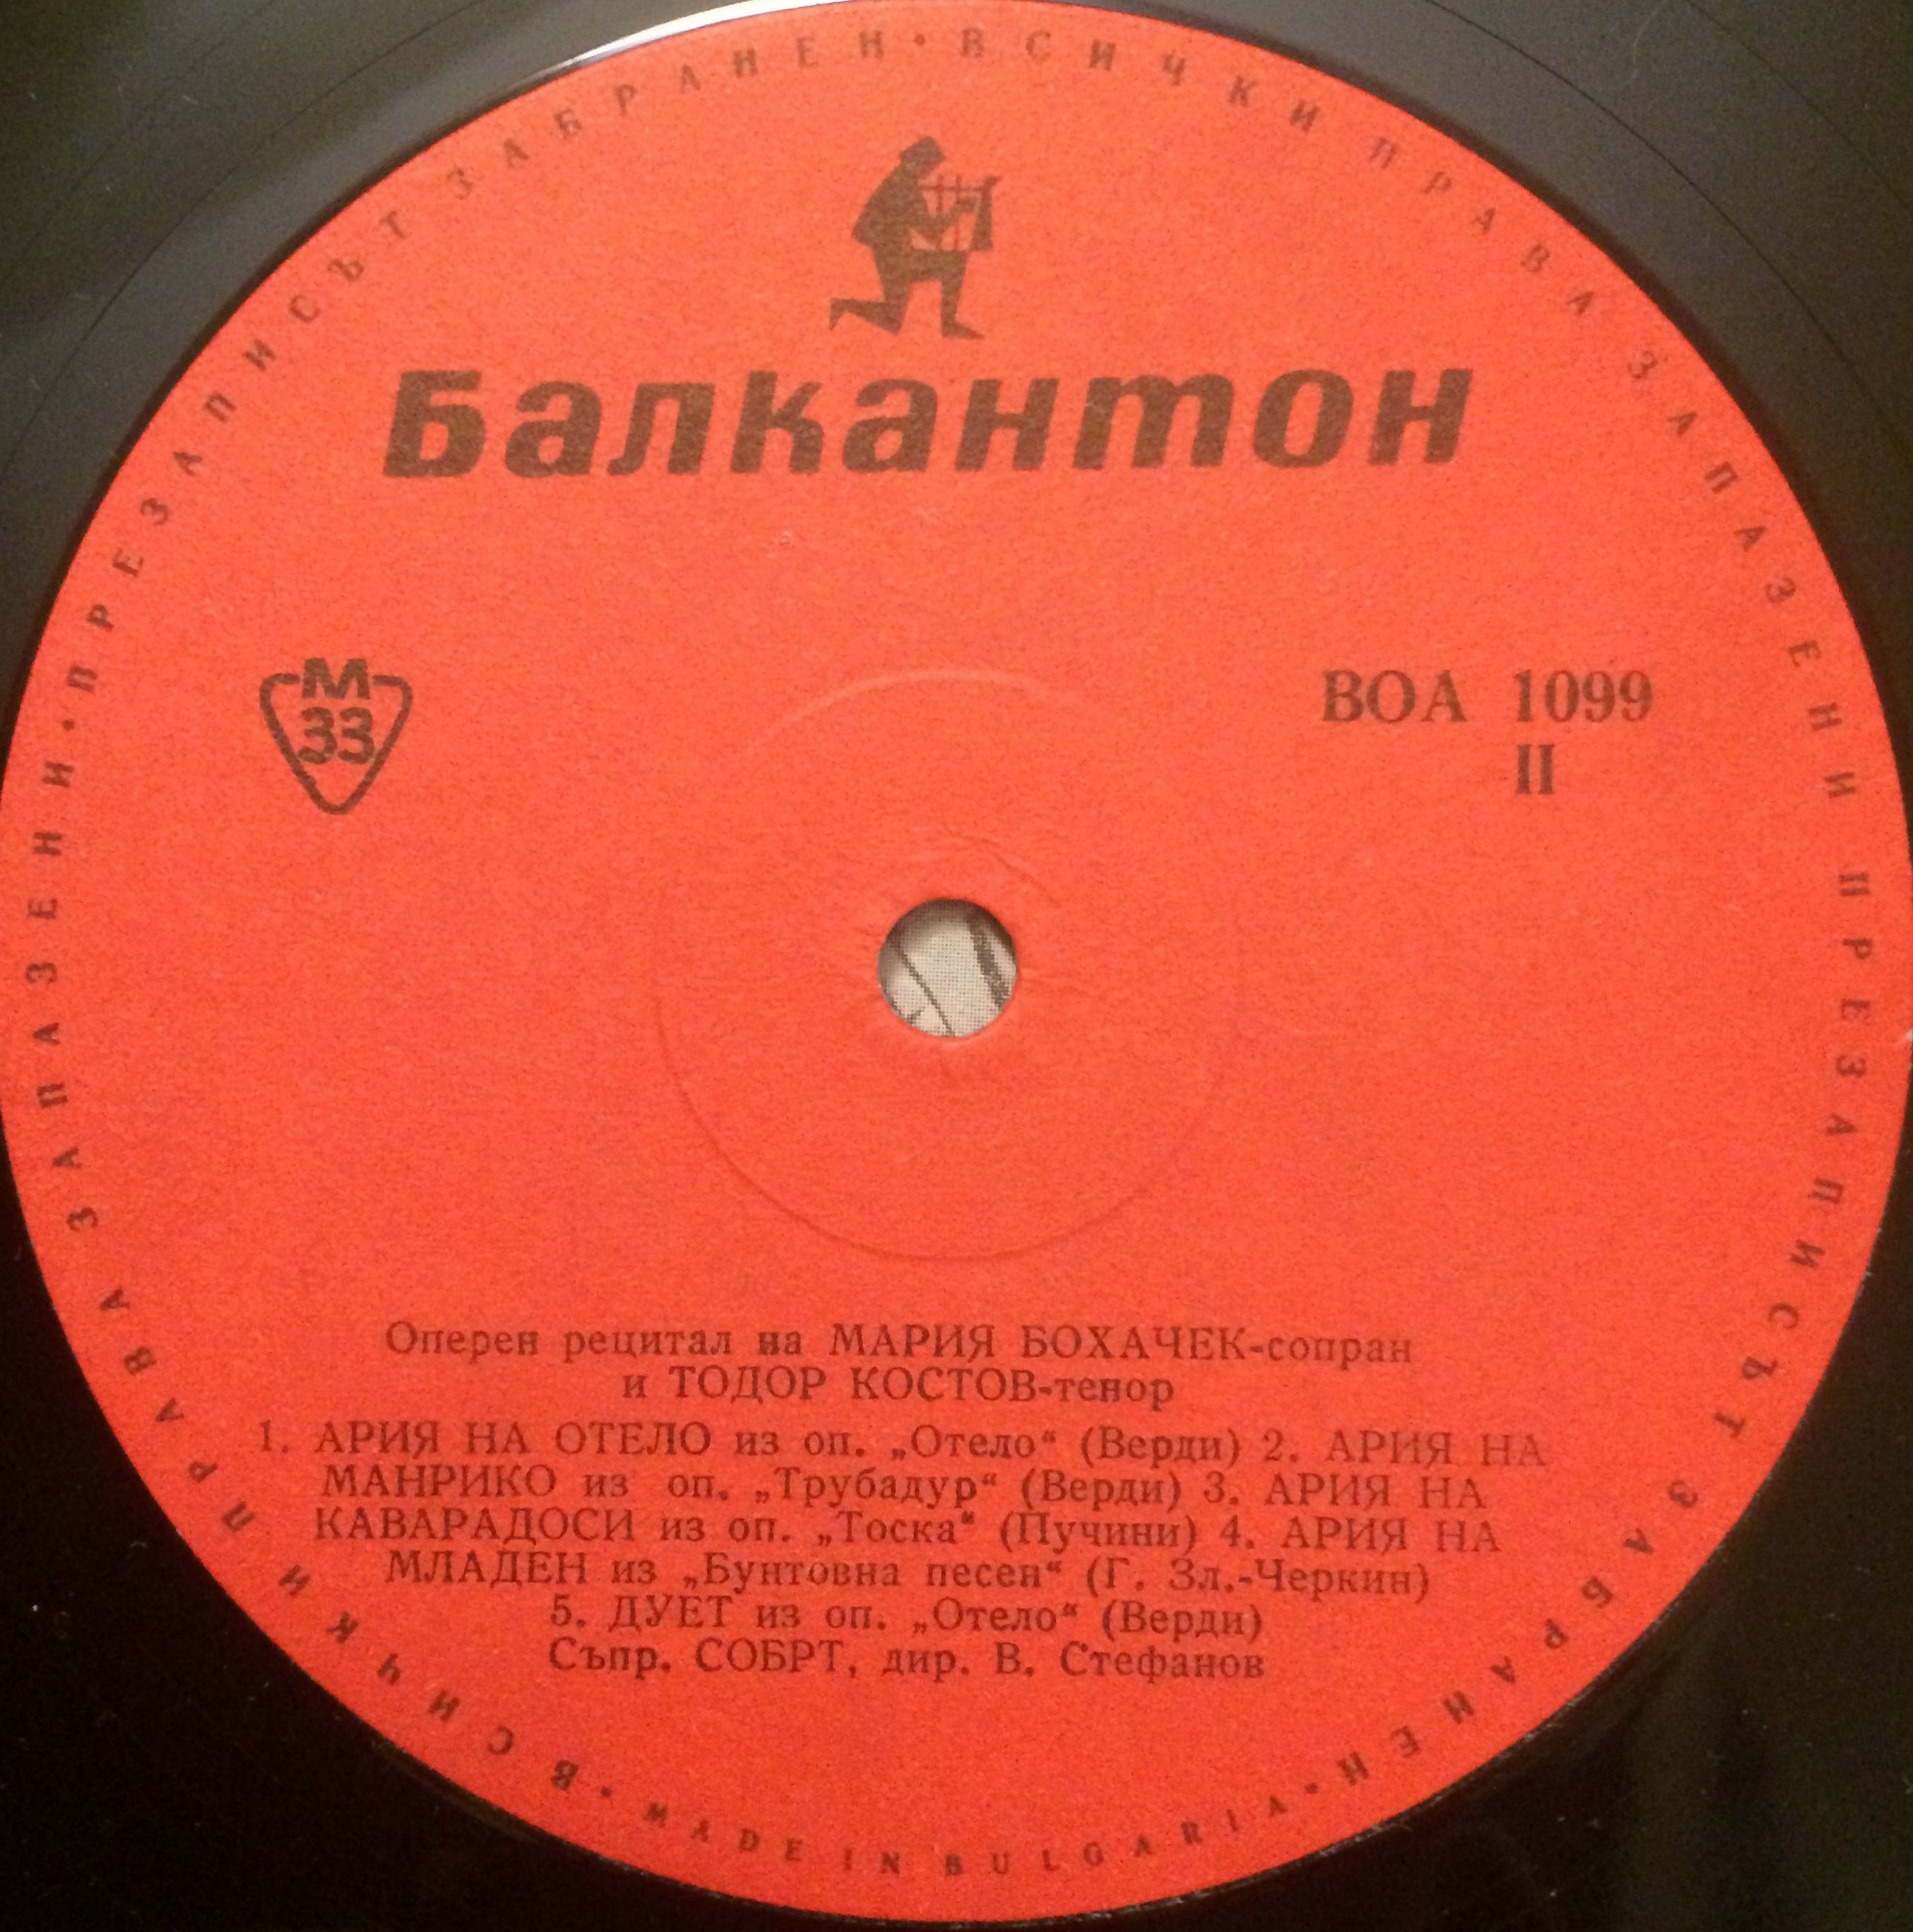 ВСИЧКИ ПРАВА ЗАПАЗЕНИ ПРЕЗАПИСЪТ ЗАБРАНЕН • MADE IN BULGARIA • ВСИЧКИ ПРАВА ЗАПАЗЕНИ • ПРЕЗАПИСЪТ ЗАБРАНЕН •
Балкантон
М
33
ВОА 1099
II
Оперен рецитал на МАРИЯ БОХАЧЕК-сопран
и ТОДОР КОСТОВ-тенор
1. АРИЯ НА ОТЕЛО из оп. „Отело“ (Верди) 2. АРИЯ НА
МАНРИКО из оп. „Трубадур“ (Верди) 3. АРИЯ НА
КАВАРАДОСИ из оп. „Тоска“ (Пучини) 4. АРИЯ НА
МЛАДЕН из „Бунтовна песен“ (Г. Зл.-Черкин)
5. ДУЕТ из оп. „Отело“ (Верди)
Съпр. СОБРТ, дир. В. Стефанов